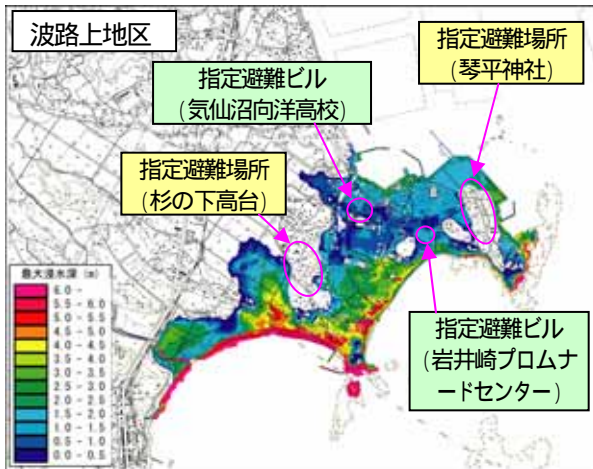 波路上地区
指定避難場所
(琴平神社)
指定避難ビル
(気仙沼向洋高校)
指定避難場所
(杉の下高台)
指定避難ビル
(岩井崎プロムナ
ードセンター)
最大浸水深 (m)
6.0-
5.5-6.0
5.0-5.5
4.5-5.0
4.0-4.5
3.5-4.0
3.0-3.5
2.5-3.0
2.0-2.5
1.5-2.0
1.0-1.5
0.5-1.0
0.0-0.5